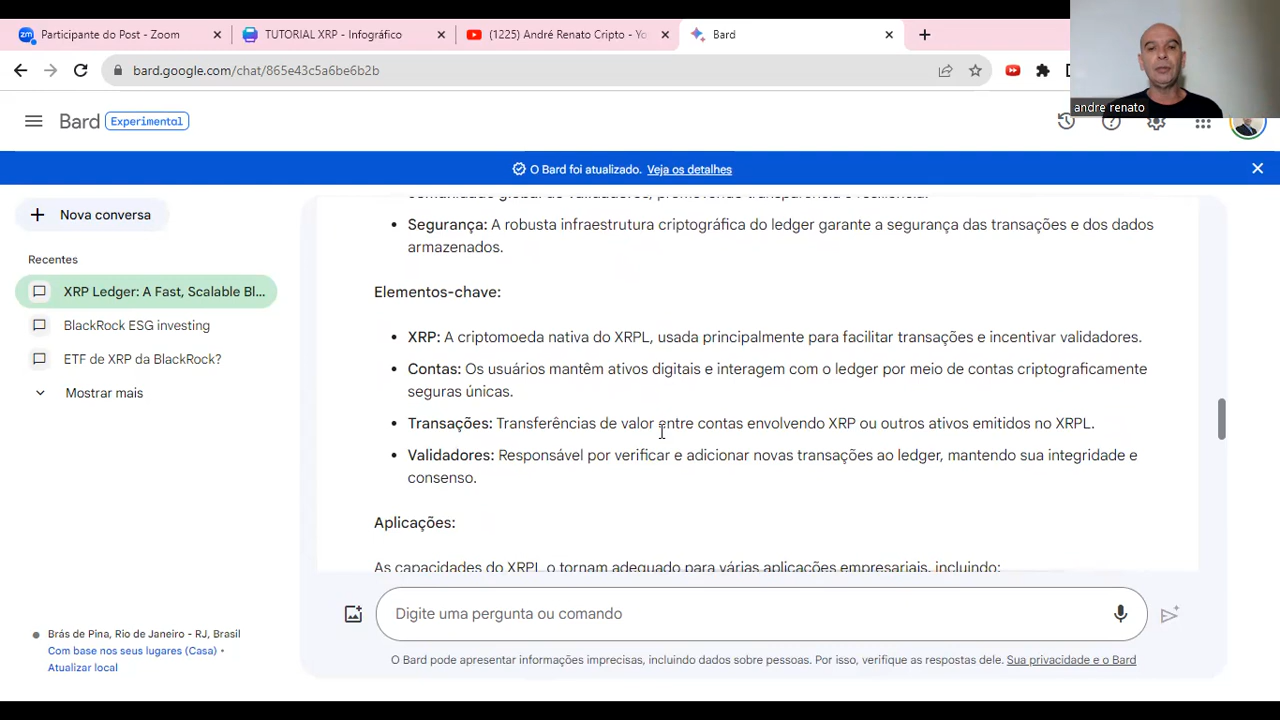 Participante do Post - Zoom
TUTORIAL XRP - Infográfico
(1225) André Renato Cripto - Yo
Bard
bard.google.com/chat/865e43c5a6be6b2b
andre renato
Bard Experimental
O Bard foi atualizado. Veja os detalhes
Nova conversa
Recentes
XRP Ledger: A Fast, Scalable Bl...
BlackRock ESG investing
ETF de XRP da BlackRock?
Mostrar mais
Brás de Pina, Rio de Janeiro - RJ, Brasil
Com base nos seus lugares (Casa) •
Atualizar local
comunidade global de validadores, promovendo transparência e resiliência.
• Segurança: A robusta infraestrutura criptográfica do ledger garante a segurança das transações e dos dados
armazenados.
Elementos-chave:
• XRP: A criptomoeda nativa do XRPL, usada principalmente para facilitar transações e incentivar validadores.
• Contas: Os usuários mantêm ativos digitais e interagem com o ledger por meio de contas criptograficamente
seguras únicas.
• Transações: Transferências de valor entre contas envolvendo XRP ou outros ativos emitidos no XRPL.
• Validadores: Responsável por verificar e adicionar novas transações ao ledger, mantendo sua integridade e
consenso.
Aplicações:
As capacidades do XRPL o tornam adequado para várias aplicações empresariais, incluindo:
Digite uma pergunta ou comando
O Bard pode apresentar informações imprecisas, incluindo dados sobre pessoas. Por isso, verifique as respostas dele. Sua privacidade e o Bard